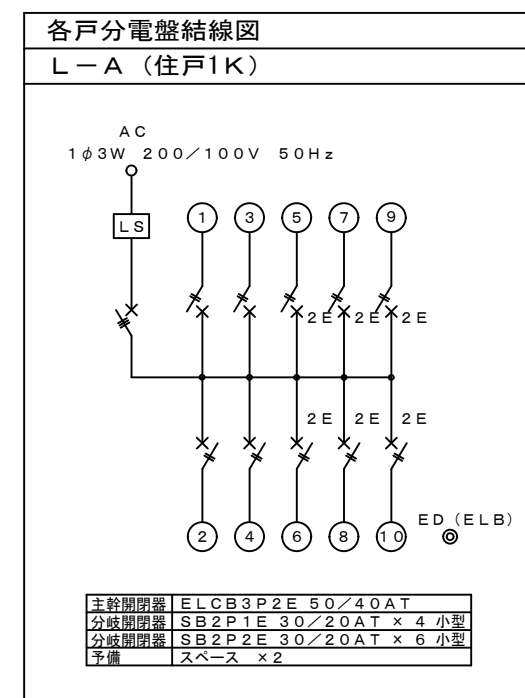 各戸分電盤結線図
L－A（住戸1K）
AC
1φ3W 200／100V 50Hz
LS
1 3 5 7 9
2E 2E 2E
2E 2E 2E
2 4 6 8 10
ED（ELB）
主幹開閉器 ELCB3P2E 50／40AT
分岐開閉器 SB2P1E 30／20AT × 4 小型
分岐開閉器 SB2P2E 30／20AT × 6 小型
予備 スペース ×2